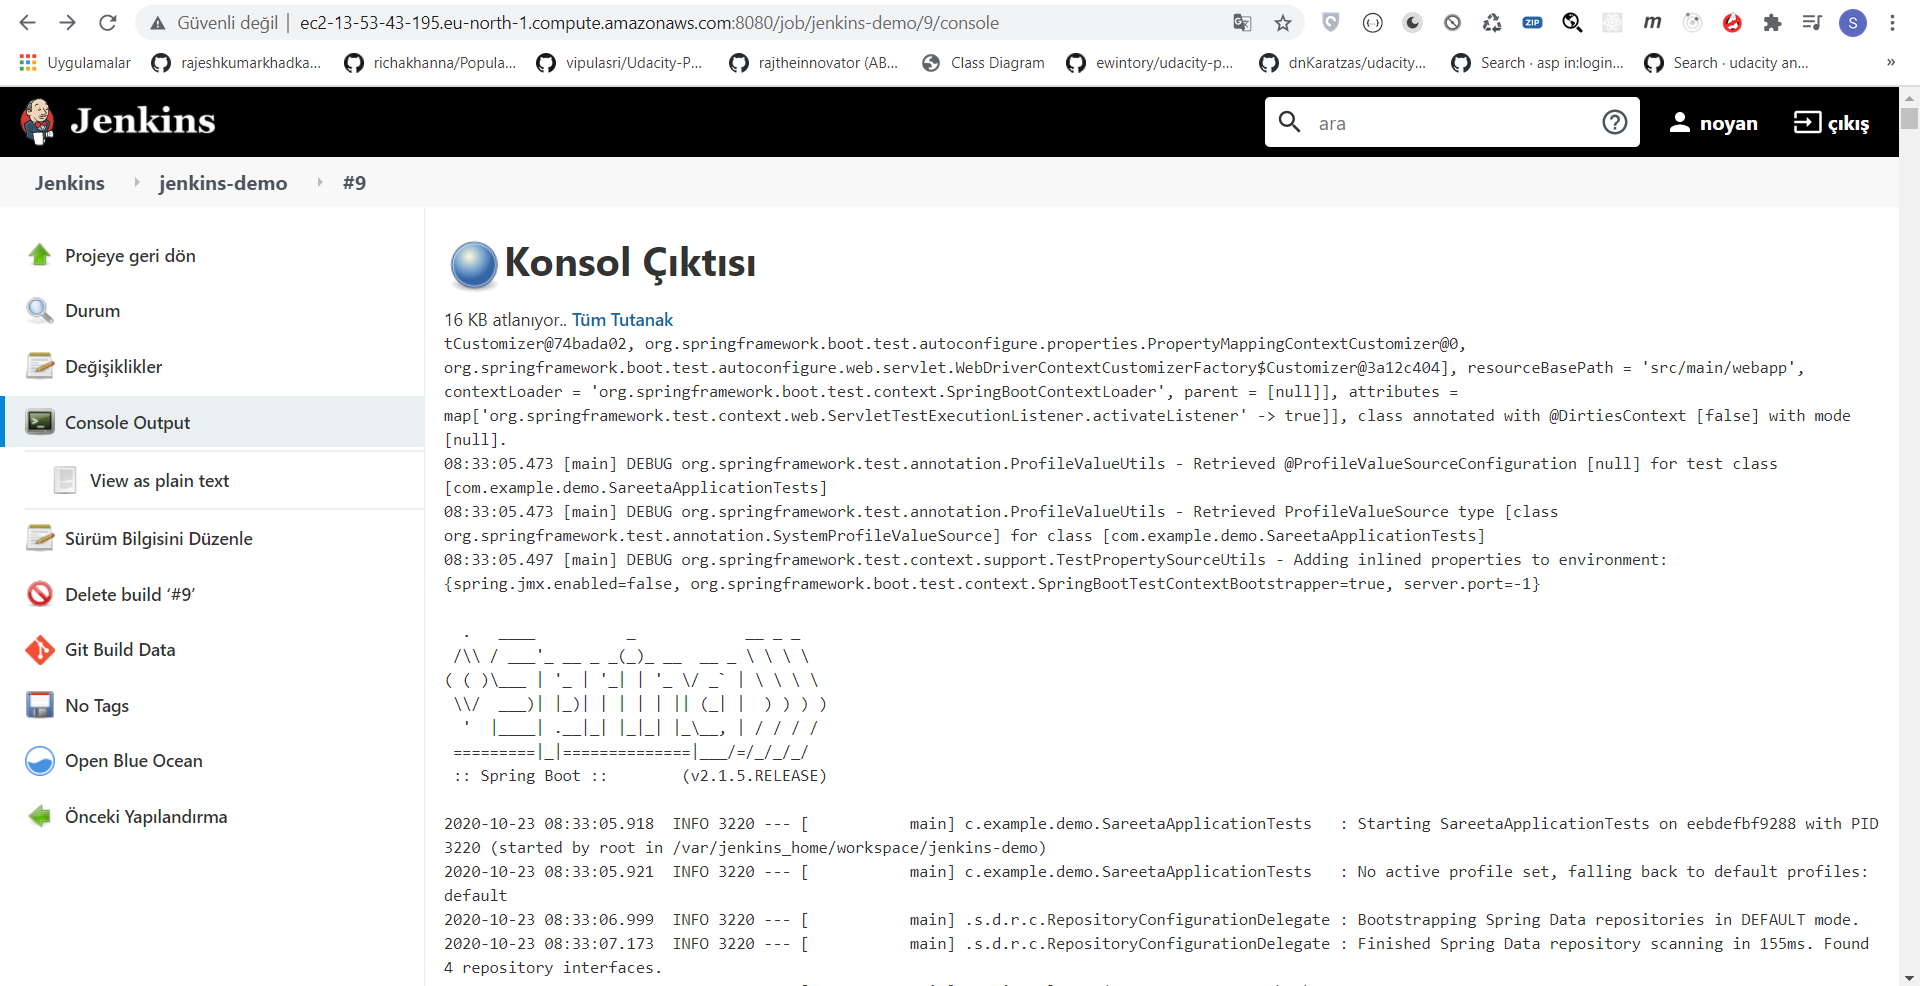 Güvenli değil | ec2-13-53-43-195.eu-north-1.compute.amazonaws.com:8080/job/jenkins-demo/9/console
ZIP
m
S
Uygulamalar
rajeshkumarkhadka...
richakhanna/Popula...
vipulasri/Udacity-P...
rajtheinnovator (AB...
Class Diagram
ewintory/udacity-p...
dnKaratzas/udacity...
Search · asp in:login...
Search · udacity an...
»
Jenkins
ara
noyan
çıkış
Jenkins
jenkins-demo
#9
Projeye geri dön
Durum
Değişiklikler
Console Output
View as plain text
Sürüm Bilgisini Düzenle
Delete build ‘#9’
Git Build Data
No Tags
Open Blue Ocean
Önceki Yapılandırma
Konsol Çıktısı
16 KB atlanıyor.. Tüm Tutanak
tCustomizer@74bada02, org.springframework.boot.test.autoconfigure.properties.PropertyMappingContextCustomizer@0,
org.springframework.boot.test.autoconfigure.web.servlet.WebDriverContextCustomizerFactory$Customizer@3a12c404], resourceBasePath = 'src/main/webapp',
contextLoader = 'org.springframework.boot.test.context.SpringBootContextLoader', parent = [null]], attributes =
map['org.springframework.test.context.web.ServletTestExecutionListener.activateListener' -> true]], class annotated with @DirtiesContext [false] with mode
[null].
08:33:05.473 [main] DEBUG org.springframework.test.annotation.ProfileValueUtils - Retrieved @ProfileValueSourceConfiguration [null] for test class
[com.example.demo.SareetaApplicationTests]
08:33:05.473 [main] DEBUG org.springframework.test.annotation.ProfileValueUtils - Retrieved ProfileValueSource type [class
org.springframework.test.annotation.SystemProfileValueSource] for class [com.example.demo.SareetaApplicationTests]
08:33:05.497 [main] DEBUG org.springframework.test.context.support.TestPropertySourceUtils - Adding inlined properties to environment:
{spring.jmx.enabled=false, org.springframework.boot.test.context.SpringBootTestContextBootstrapper=true, server.port=-1}
  .   ____          _            __ _ _
 /\\ / ___'_ __ _ _(_)_ __  __ _ \ \ \ \
( ( )\___ | '_ | '_| | '_ \/ _` | \ \ \ \
 \\/  ___)| |_)| | | | | || (_| |  ) ) ) )
  '  |____| .__|_| |_|_| |_\__, | / / / /
 =========|_|==============|___/=/_/_/_/
 :: Spring Boot ::        (v2.1.5.RELEASE)
2020-10-23 08:33:05.918  INFO 3220 --- [           main] c.example.demo.SareetaApplicationTests   : Starting SareetaApplicationTests on eebdefbf9288 with PID
3220 (started by root in /var/jenkins_home/workspace/jenkins-demo)
2020-10-23 08:33:05.921  INFO 3220 --- [           main] c.example.demo.SareetaApplicationTests   : No active profile set, falling back to default profiles:
default
2020-10-23 08:33:06.999  INFO 3220 --- [           main] .s.d.r.c.RepositoryConfigurationDelegate : Bootstrapping Spring Data repositories in DEFAULT mode.
2020-10-23 08:33:07.173  INFO 3220 --- [           main] .s.d.r.c.RepositoryConfigurationDelegate : Finished Spring Data repository scanning in 155ms. Found
4 repository interfaces.